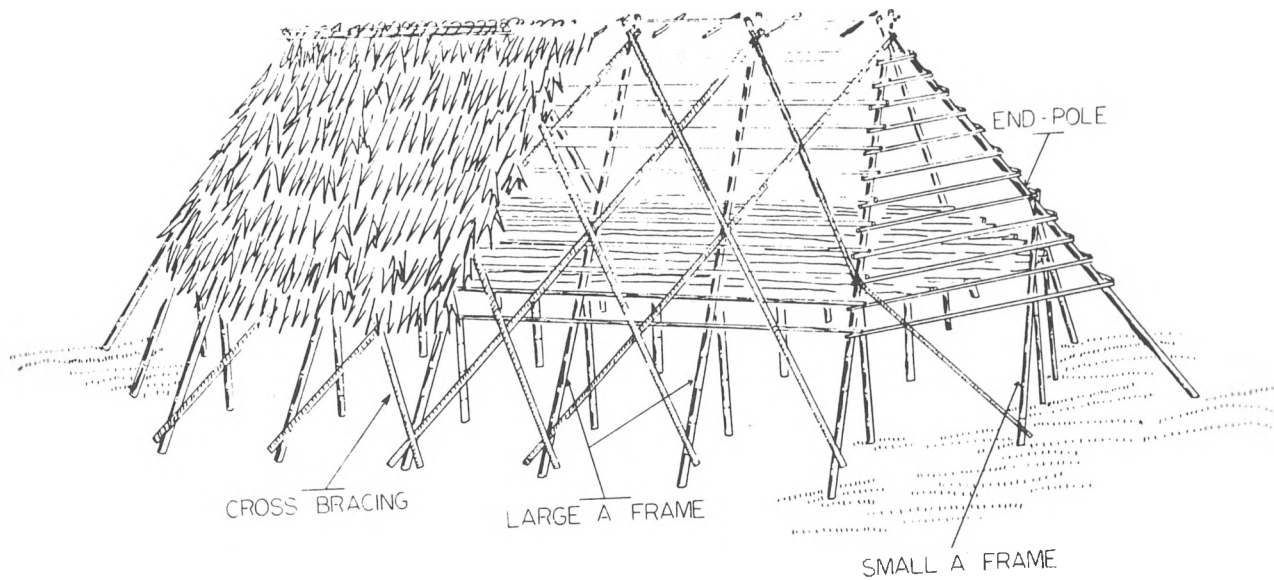 END-POLE
CROSS BRACING
LARGE A FRAME
SMALL A FRAME